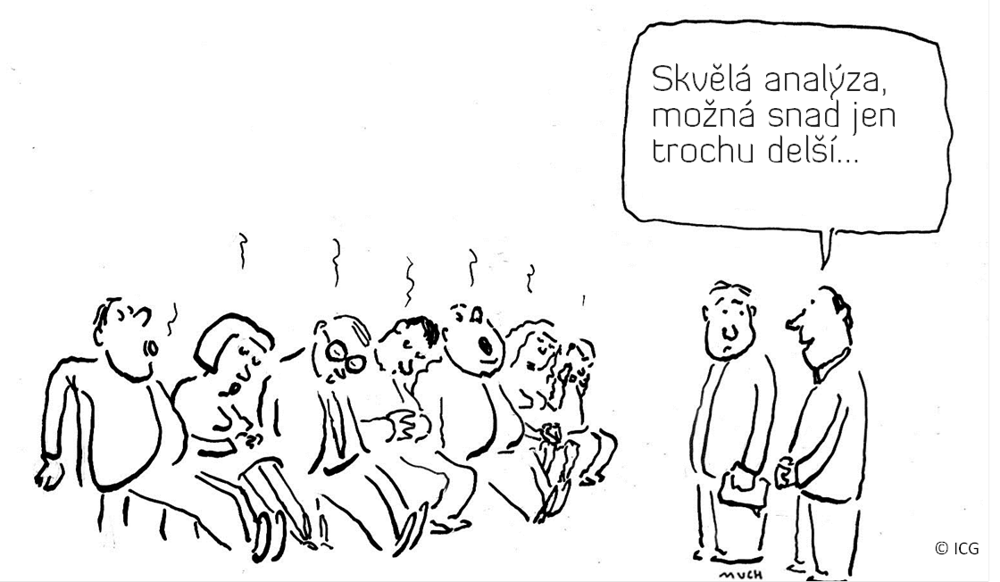 Skvělá analýza,
možná snad jen
trochu delší...
© ICG
MUCH